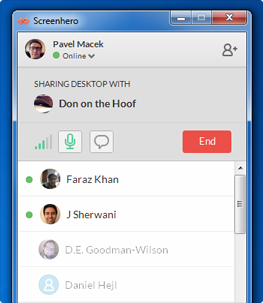 Screenhero
Pavel Macek
Online
SHARING DESKTOP WITH
Don on the Hoof
End
Faraz Khan
J Sherwani
D.E. Goodman-Wilson
Daniel Hejl